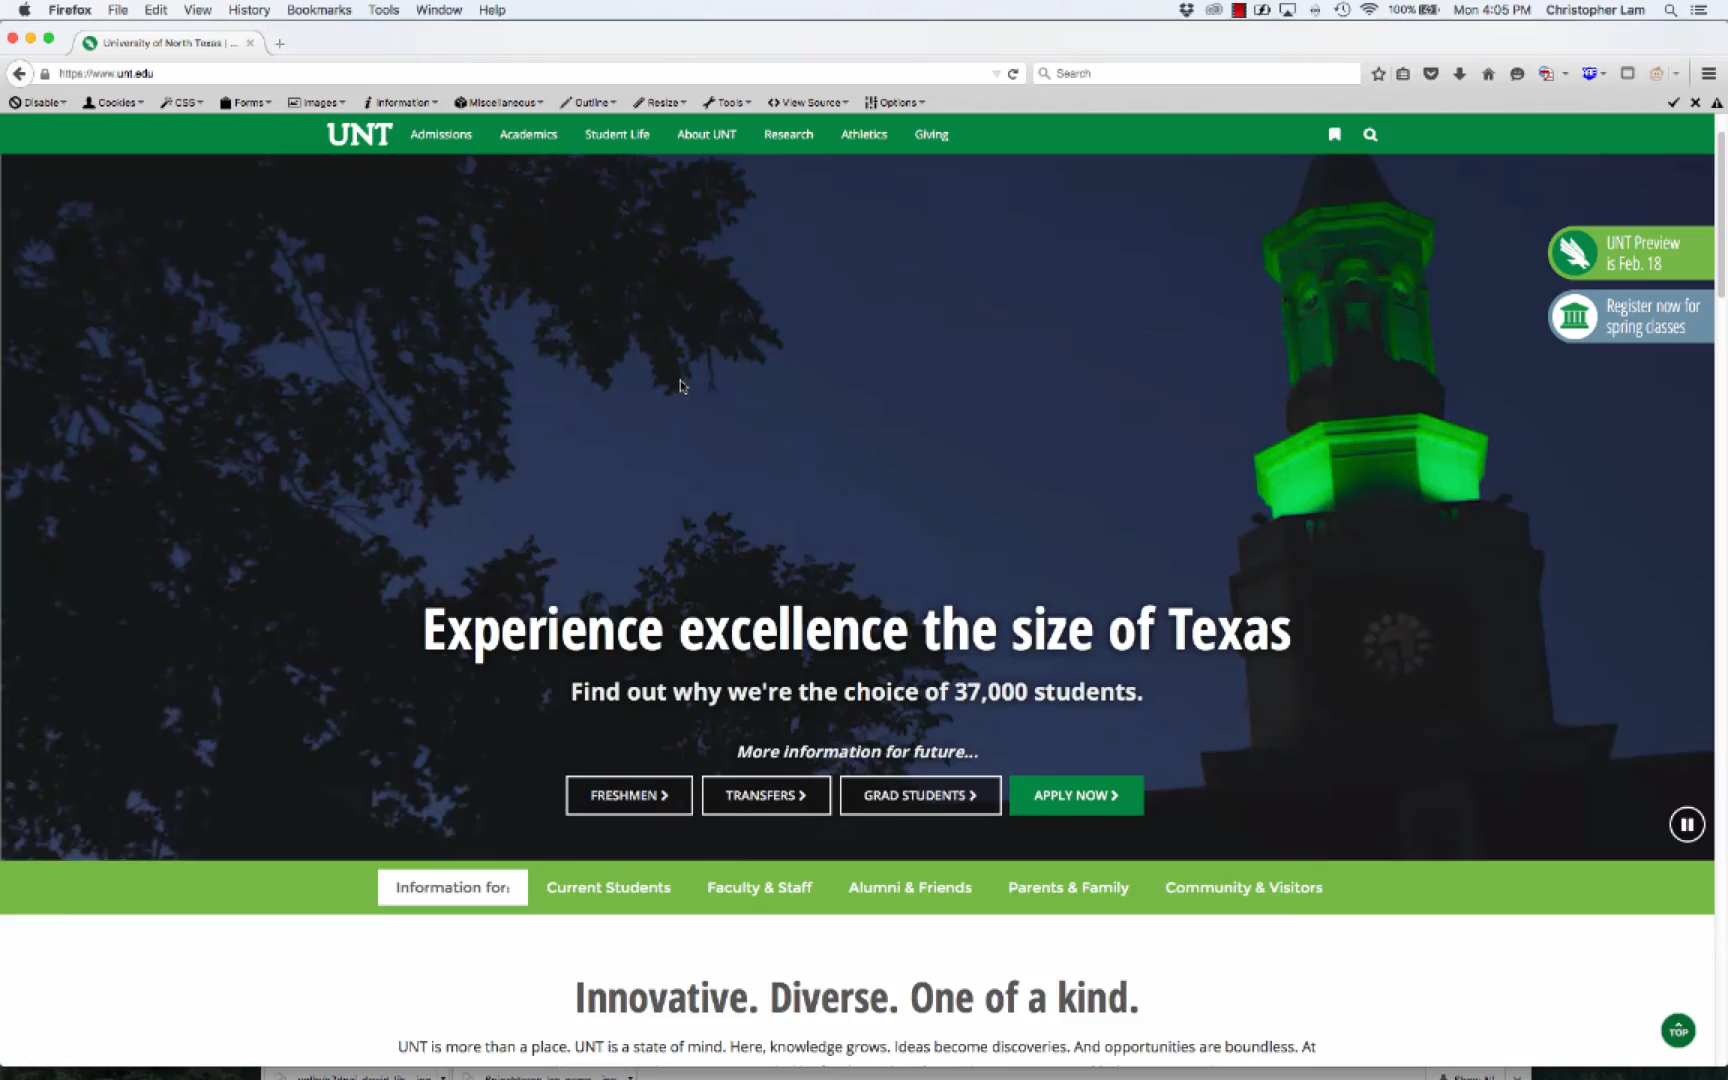 Firefox File Edit View History Bookmarks Tools Window Help 100% Mon 4:05 PM Christopher Lam
University of North Texas | ...
https://www.unt.edu Search
Disable Cookies CSS Forms Images Information Miscellaneous Outline Resize Tools View Source Options
UNT Admissions Academics Student Life About UNT Research Athletics Giving
UNT Preview
is Feb. 18
Register now for
spring classes
Experience excellence the size of Texas
Find out why we're the choice of 37,000 students.
More information for future...
FRESHMEN TRANSFERS GRAD STUDENTS APPLY NOW
Information for: Current Students Faculty & Staff Alumni & Friends Parents & Family Community & Visitors
Innovative. Diverse. One of a kind.
UNT is more than a place. UNT is a state of mind. Here, knowledge grows. Ideas become discoveries. And opportunities are boundless. At
TOP